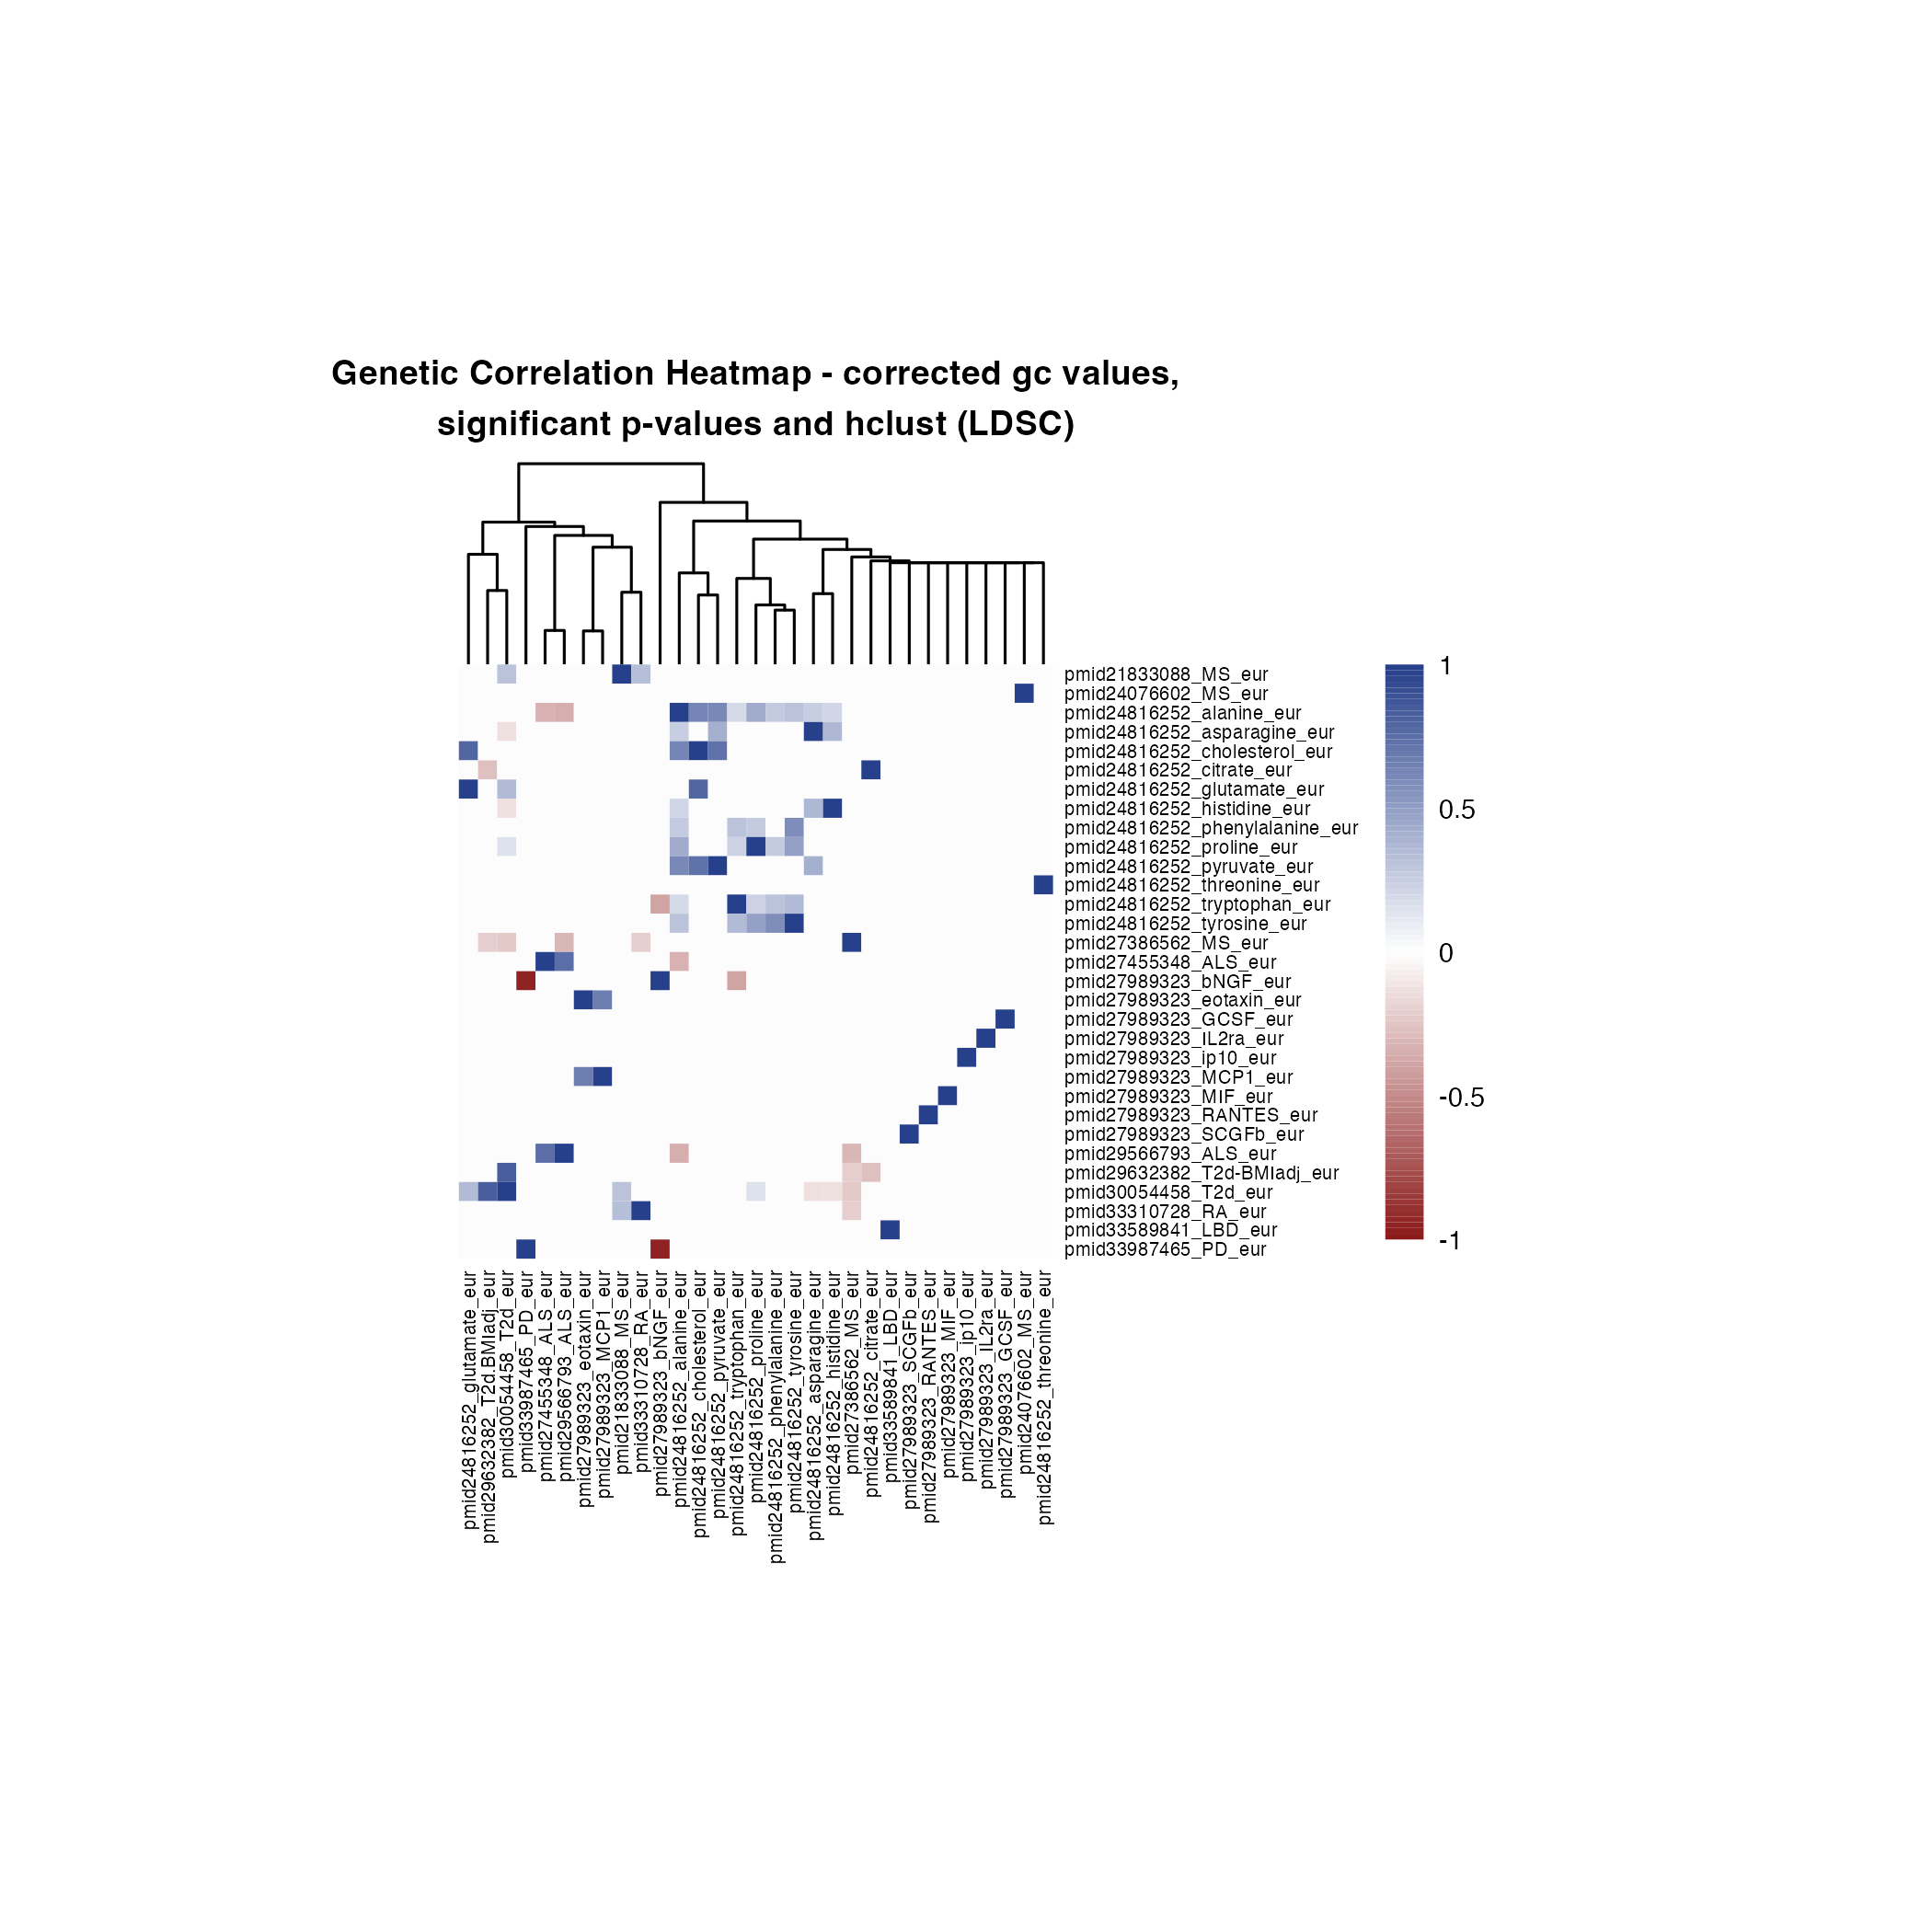 Genetic Correlation Heatmap - corrected gc values,
significant p-values and hclust (LDSC)
pmid21833088_MS_eur
pmid24076602_MS_eur
pmid24816252_alanine_eur
pmid24816252_asparagine_eur
pmid24816252_cholesterol_eur
pmid24816252_citrate_eur
pmid24816252_glutamate_eur
pmid24816252_histidine_eur
pmid24816252_phenylalanine_eur
pmid24816252_proline_eur
pmid24816252_pyruvate_eur
pmid24816252_threonine_eur
pmid24816252_tryptophan_eur
pmid24816252_tyrosine_eur
pmid27386562_MS_eur
pmid27455348_ALS_eur
pmid27989323_bNGF_eur
pmid27989323_eotaxin_eur
pmid27989323_GCSF_eur
pmid27989323_IL2ra_eur
pmid27989323_ip10_eur
pmid27989323_MCP1_eur
pmid27989323_MIF_eur
pmid27989323_RANTES_eur
pmid27989323_SCGFb_eur
pmid29566793_ALS_eur
pmid29632382_T2d-BMIadj_eur
pmid30054458_T2d_eur
pmid33310728_RA_eur
pmid33589841_LBD_eur
pmid33987465_PD_eur
1
0.5
0
-0.5
-1
pmid24816252_glutamate_eur
pmid29632382_T2d.BMIadj_eur
pmid30054458_T2d_eur
pmid33987465_PD_eur
pmid27455348_ALS_eur
pmid29566793_ALS_eur
pmid27989323_eotaxin_eur
pmid27989323_MCP1_eur
pmid21833088_MS_eur
pmid33310728_RA_eur
pmid27989323_bNGF_eur
pmid24816252_alanine_eur
pmid24816252_cholesterol_eur
pmid24816252_pyruvate_eur
pmid24816252_tryptophan_eur
pmid24816252_proline_eur
pmid24816252_phenylalanine_eur
pmid24816252_tyrosine_eur
pmid24816252_asparagine_eur
pmid24816252_histidine_eur
pmid27386562_MS_eur
pmid24816252_citrate_eur
pmid33589841_LBD_eur
pmid27989323_SCGFb_eur
pmid27989323_RANTES_eur
pmid27989323_MIF_eur
pmid27989323_ip10_eur
pmid27989323_IL2ra_eur
pmid27989323_GCSF_eur
pmid24076602_MS_eur
pmid24816252_threonine_eur